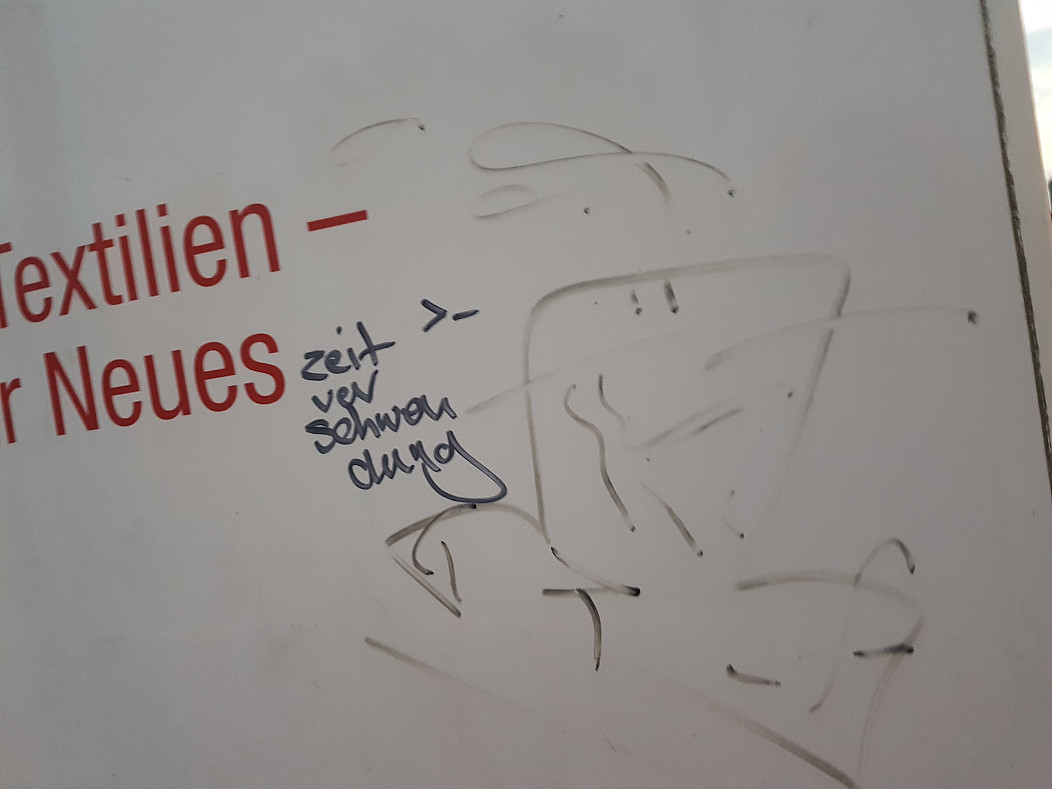 Textilien –
r Neues
>-
zeit
ver
schwen
dung